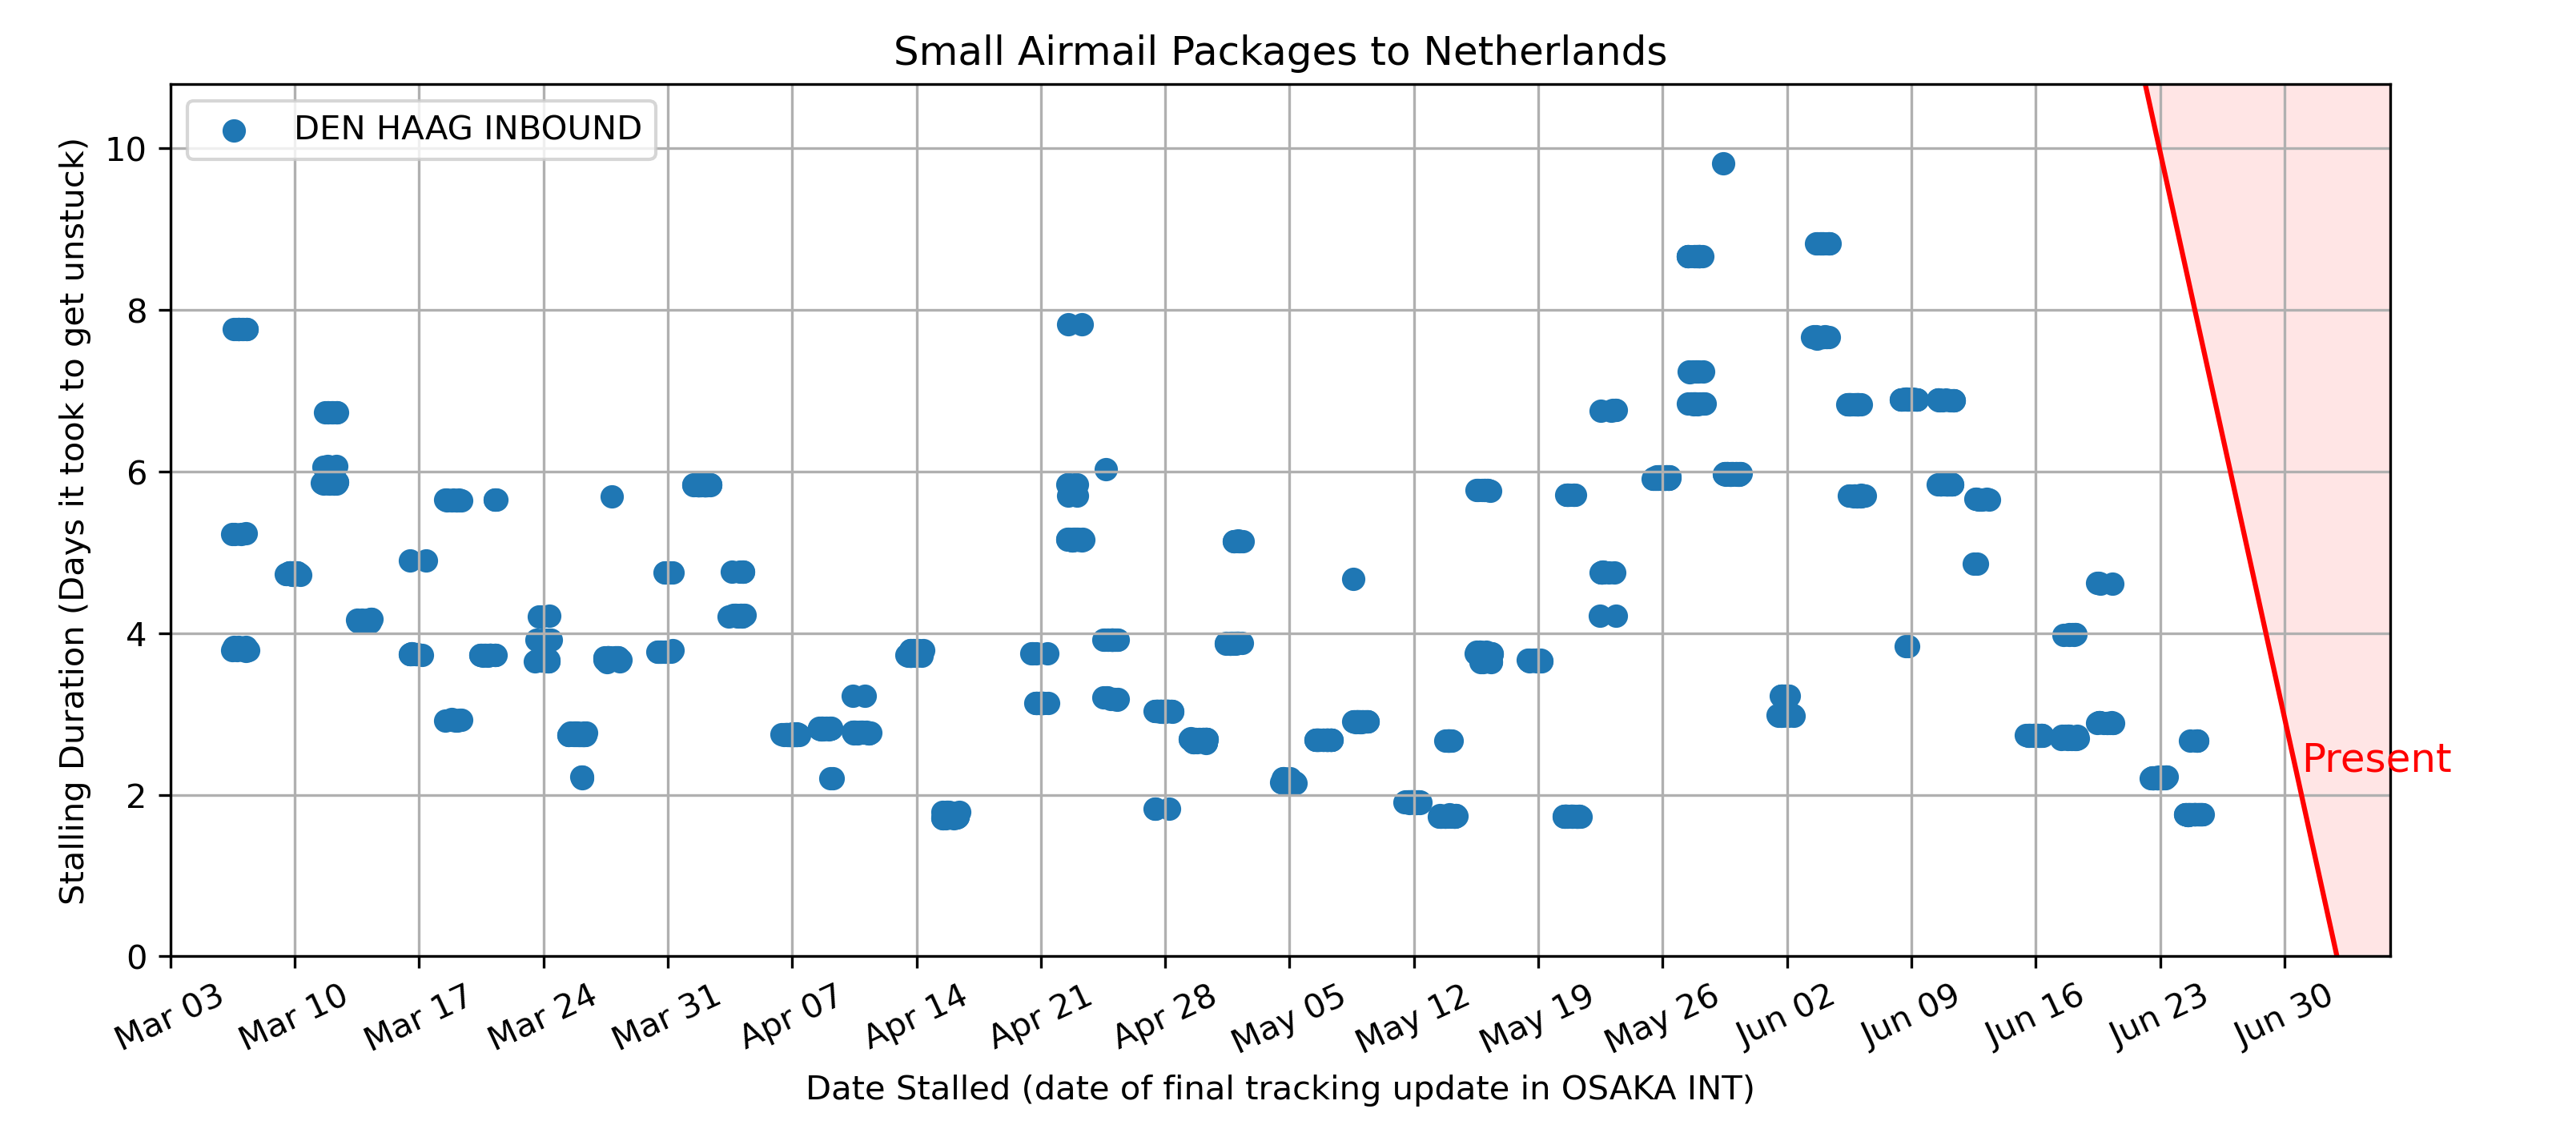 Small Airmail Packages to Netherlands
DEN HAAG INBOUND
Stalling Duration (Days it took to get unstuck)
10
8
6
4
2
0
Present
Mar 03
Mar 10
Mar 17
Mar 24
Mar 31
Apr 07
Apr 14
Apr 21
Apr 28
May 05
May 12
May 19
May 26
Jun 02
Jun 09
Jun 16
Jun 23
Jun 30
Date Stalled (date of final tracking update in OSAKA INT)